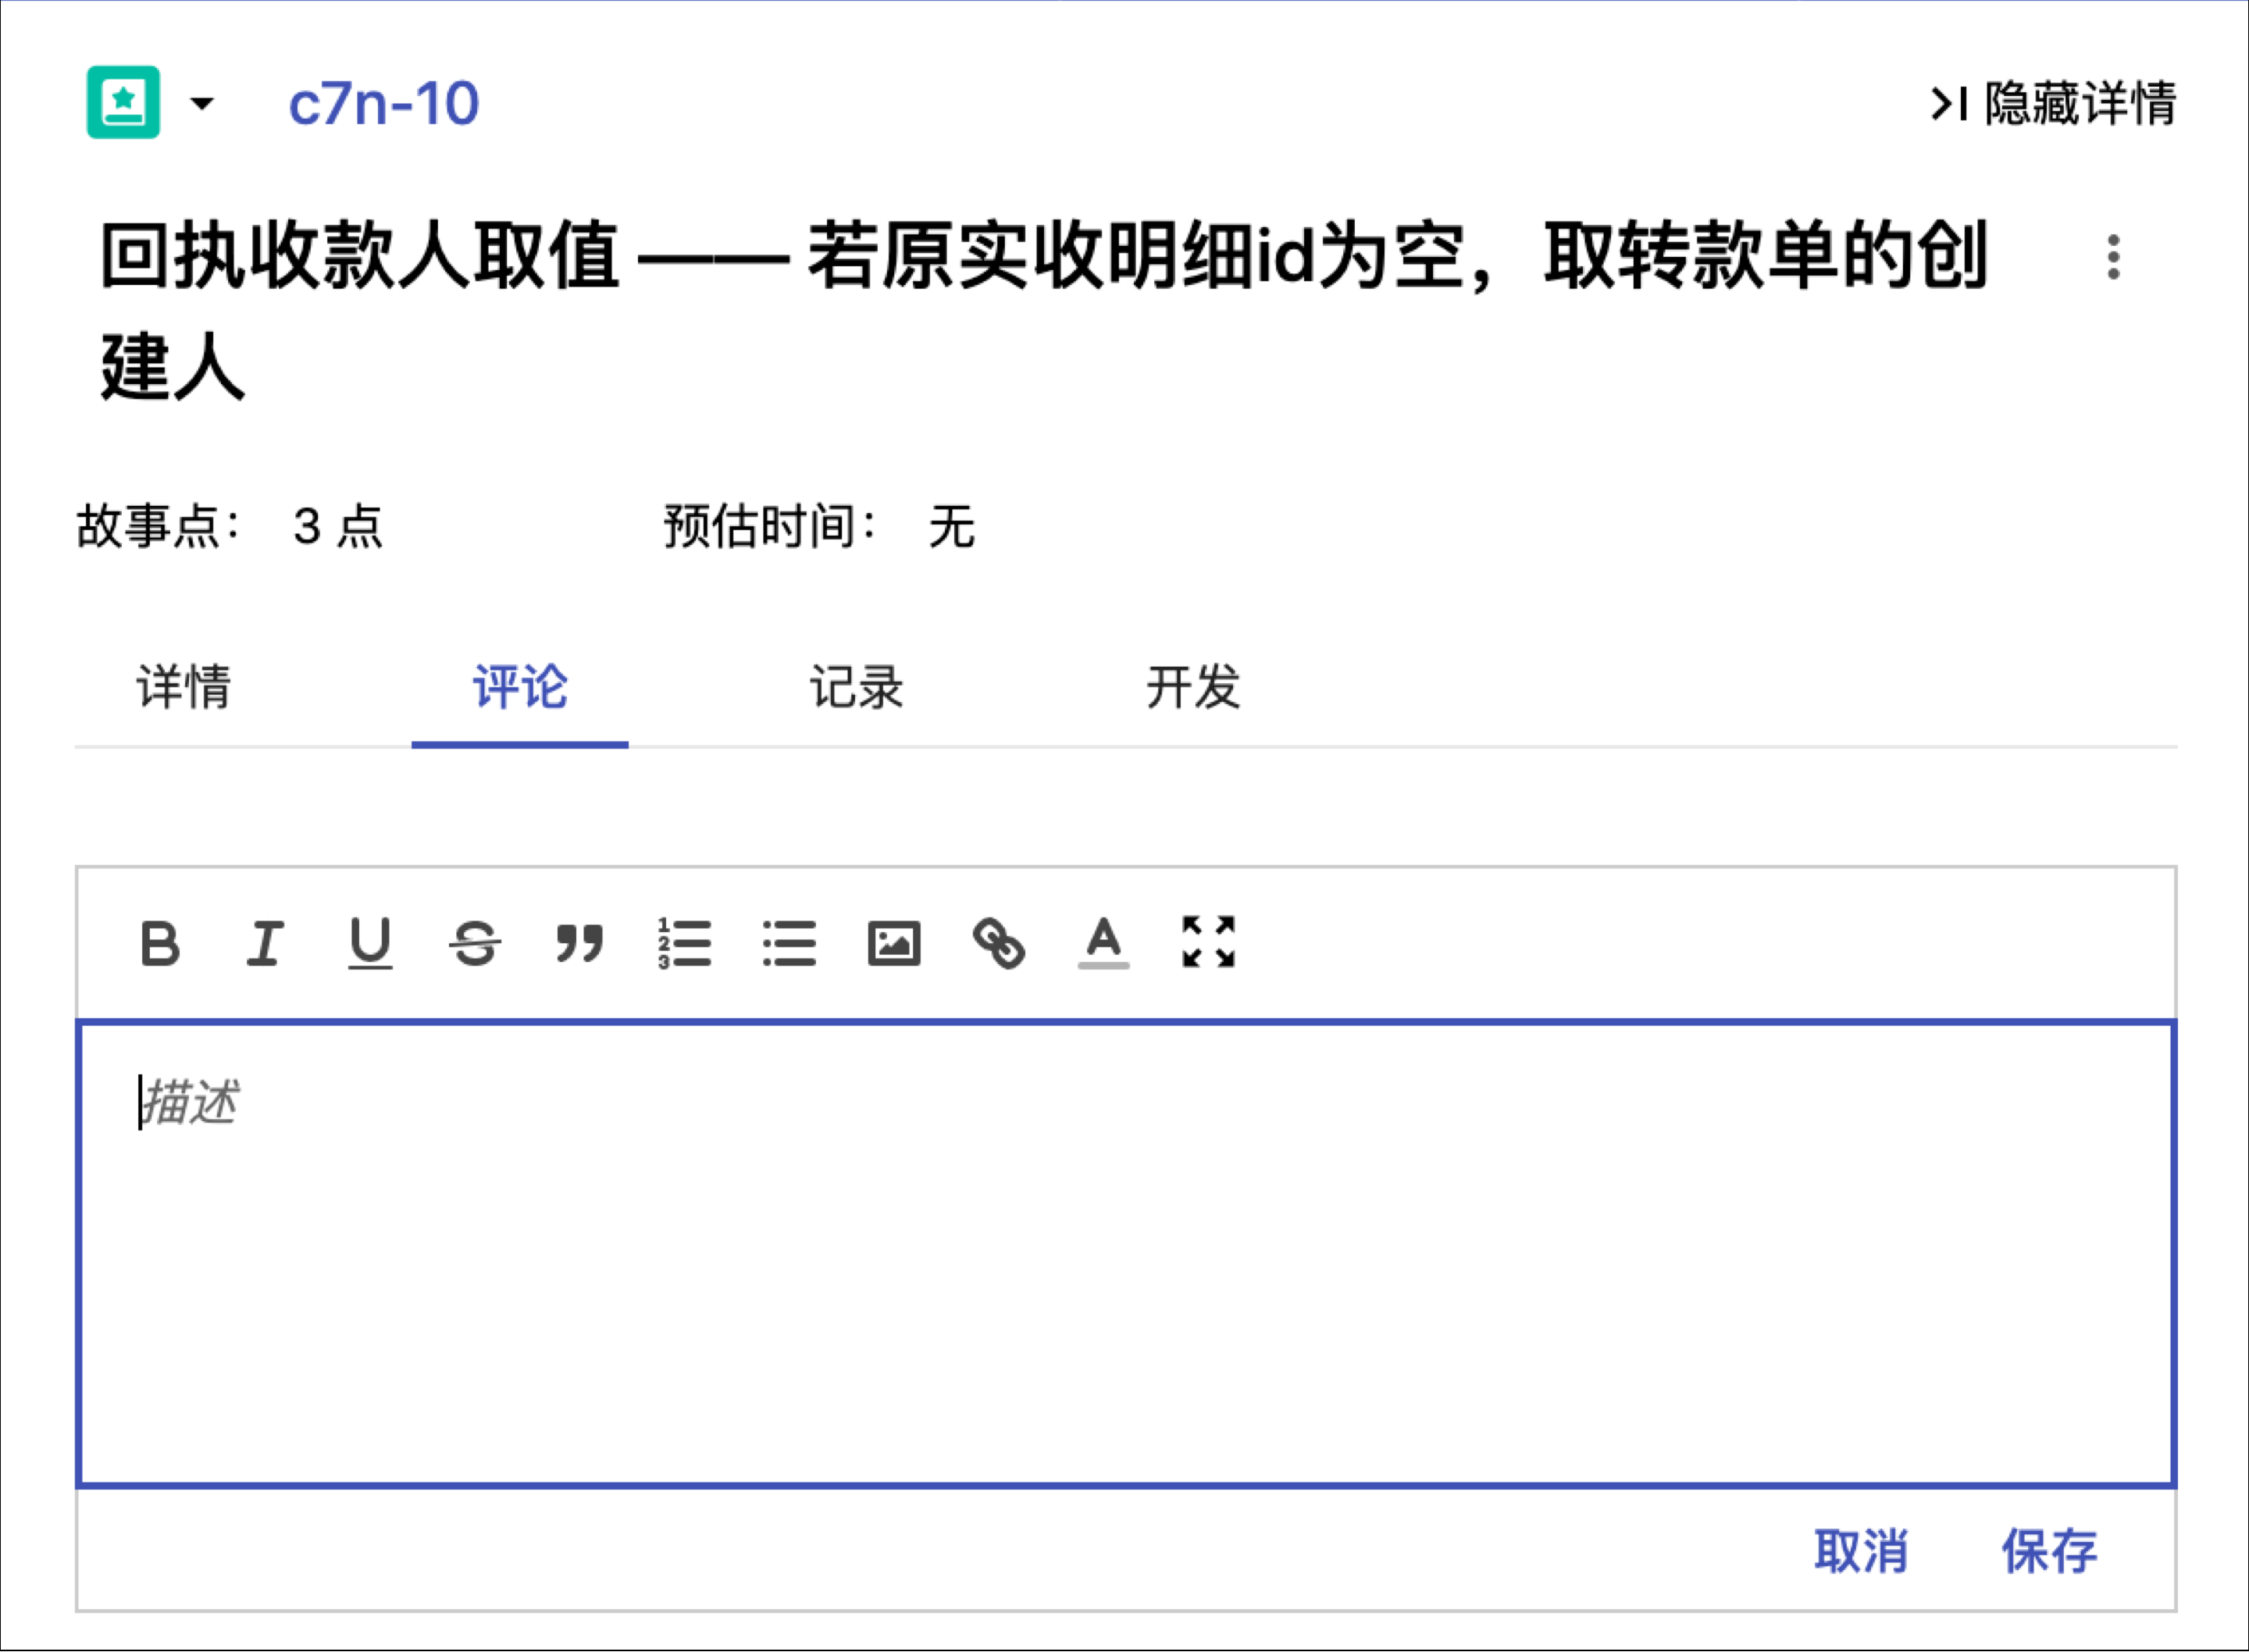 c7n-10
隐藏详情
回执收款人取值 —— 若原实收明细id为空，取转款单的创
建人
故事点： 3 点 预估时间： 无
详情 评论 记录 开发
描述
取消 保存